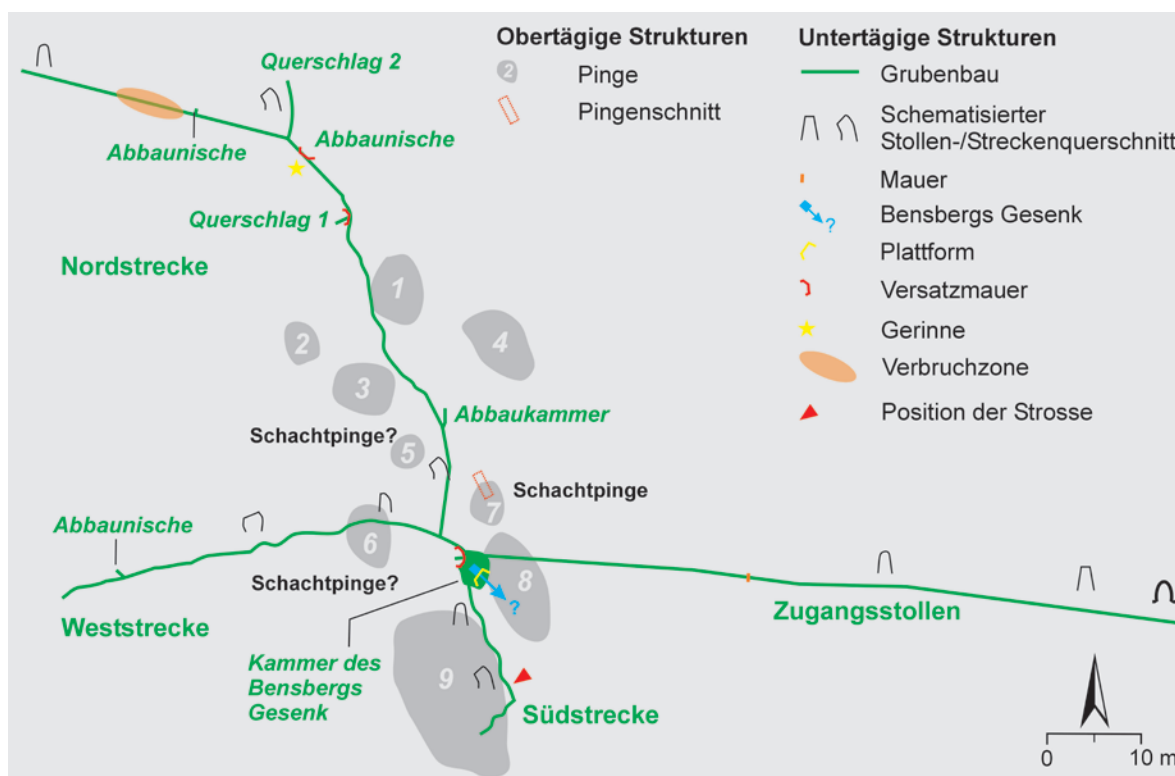 Obertägige Strukturen
2 Pinge
Pingenschnitt
Untertägige Strukturen
Grubenbau
Schematisierter
Stollen-/Streckenquerschnitt
Mauer
Bensbergs Gesenk
?
Plattform
Versatzmauer
Gerinne
Verbruchzone
Position der Strosse
Querschlag 2
Abbaunische
Abbaunische
Querschlag 1
Nordstrecke
1
2
4
3
Abbaukammer
Schachtpinge?
5
Schachtpinge
7
Abbaunische
6
Schachtpinge?
8
?
Zugangsstollen
Weststrecke
Kammer des
Bensbergs
Gesenk
9
Südstrecke
0 10 m